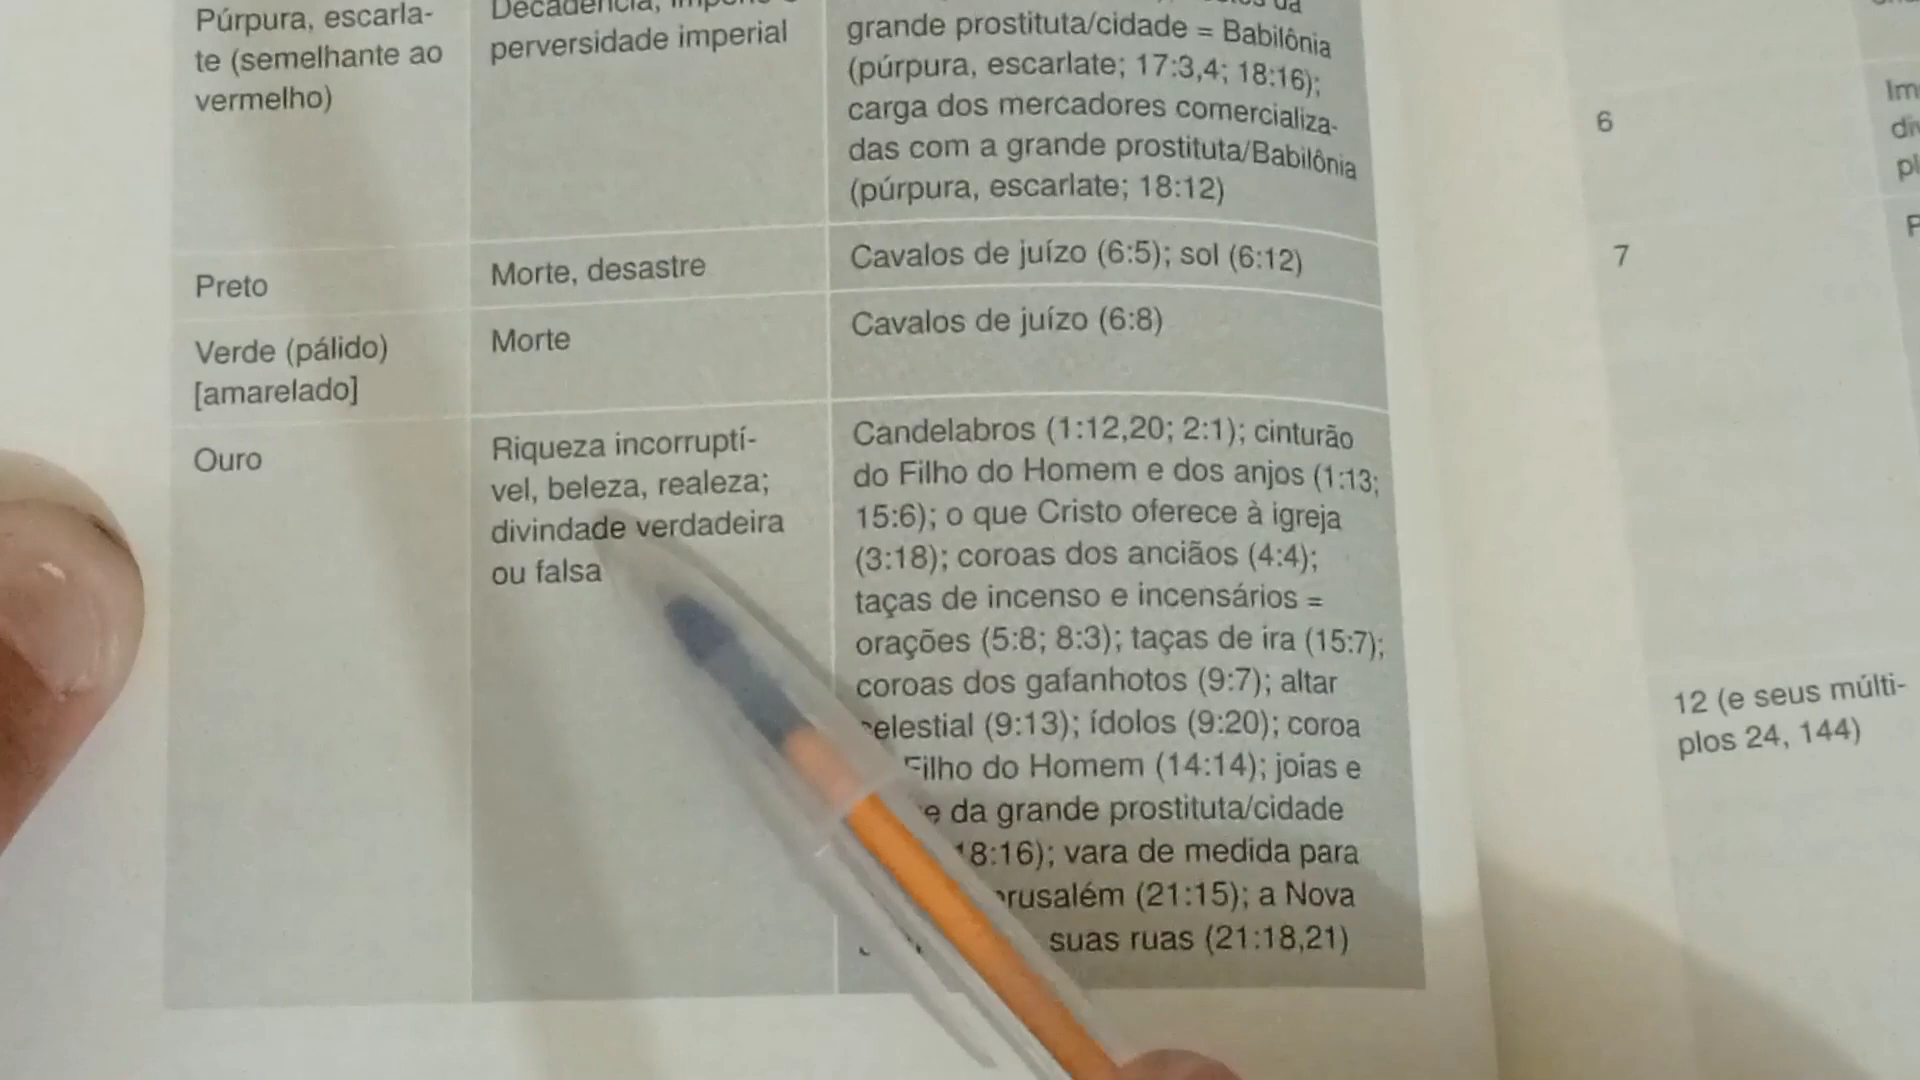 Púrpura, escarla-
te (semelhante ao
vermelho)
Decadência,
perversidade imperial
da
grande prostituta/cidade = Babilônia
(púrpura, escarlate; 17:3,4; 18:16);
carga dos mercadores comercializa-
das com a grande prostituta/Babilônia
(púrpura, escarlate; 18:12)
Preto
Morte, desastre
Cavalos de juízo (6:5); sol (6:12)
Verde (pálido)
[amarelado]
Morte
Cavalos de juízo (6:8)
Ouro
Riqueza incorruptí-
vel, beleza, realeza;
divindade verdadeira
ou falsa
Candelabros (1:12,20; 2:1); cinturão
do Filho do Homem e dos anjos (1:13;
15:6); o que Cristo oferece à igreja
(3:18); coroas dos anciãos (4:4);
taças de incenso e incensários =
orações (5:8; 8:3); taças de ira (15:7);
coroas dos gafanhotos (9:7); altar
celestial (9:13); ídolos (9:20); coroa
Filho do Homem (14:14); joias e
da grande prostituta/cidade
18:16); vara de medida para
rusalém (21:15); a Nova
suas ruas (21:18,21)
6
Im
di
pl
7
P
12 (e seus múlti-
plos 24, 144)